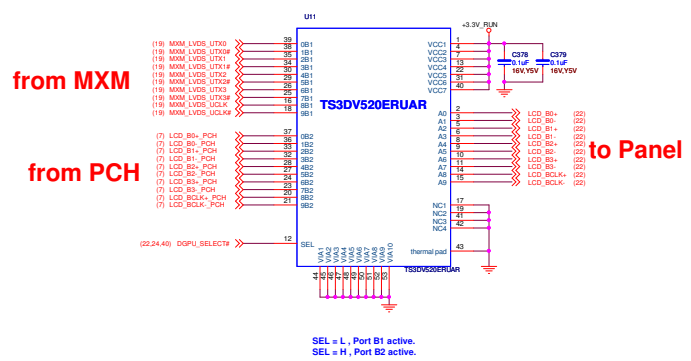 U11
+3.3V_RUN
(19) MXM_LVDS_UTX0 39 0B1
(19) MXM_LVDS_UTX0# 38 1B1
(19) MXM_LVDS_UTX1 35 2B1
(19) MXM_LVDS_UTX1# 34 3B1
(19) MXM_LVDS_UTX2 30 4B1
(19) MXM_LVDS_UTX2# 29 5B1
(19) MXM_LVDS_UTX3 26 6B1
(19) MXM_LVDS_UTX3# 25 7B1
(19) MXM_LVDS_UCLK 16 8B1
(19) MXM_LVDS_UCLK# 18 9B1
from MXM
VCC1 1
VCC2 4
VCC3 7
VCC4 13
VCC5 22
VCC6 31
VCC7 40
C378
0.1uF
16V,Y5V
C379
0.1uF
16V,Y5V
TS3DV520ERUAR
A0 2 LCD_B0+ (22)
A1 3 LCD_B0- (22)
A2 5 LCD_B1+ (22)
A3 6 LCD_B1- (22)
A4 8 LCD_B2+ (22)
A5 9 LCD_B2- (22)
A6 10 LCD_B3+ (22)
A7 11 LCD_B3- (22)
A8 14 LCD_BCLK+ (22)
A9 15 LCD_BCLK- (22)
to Panel
(7) LCD_B0+_PCH 37 0B2
(7) LCD_B0-_PCH 36 1B2
(7) LCD_B1+_PCH 33 2B2
(7) LCD_B1-_PCH 32 3B2
(7) LCD_B2+_PCH 28 4B2
(7) LCD_B2-_PCH 27 5B2
(7) LCD_B3+_PCH 24 6B2
(7) LCD_B3-_PCH 23 7B2
(7) LCD_BCLK+_PCH 20 8B2
(7) LCD_BCLK-_PCH 21 9B2
from PCH
NC1 17
NC2 19
NC3 41
NC4 42
(22,24,40) DGPU_SELECT# 12 SEL
thermal pad 43
VIA1 VIA2 VIA3 VIA4 VIA5 VIA6 VIA7 VIA8 VIA9 VIA10
TS3DV520ERUAR
44 45 46 47 48 49 50 51 52 53
SEL = L , Port B1 active.
SEL = H , Port B2 active.